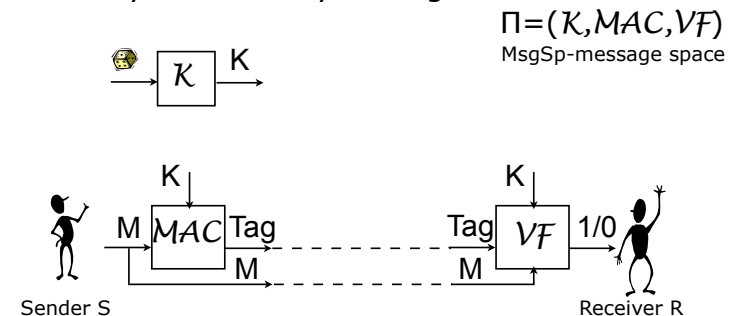 Π=(K,MAC,VF)
MsgSp-message space
K K
K K
M MAC Tag Tag VF 1/0
M M
Sender S Receiver R